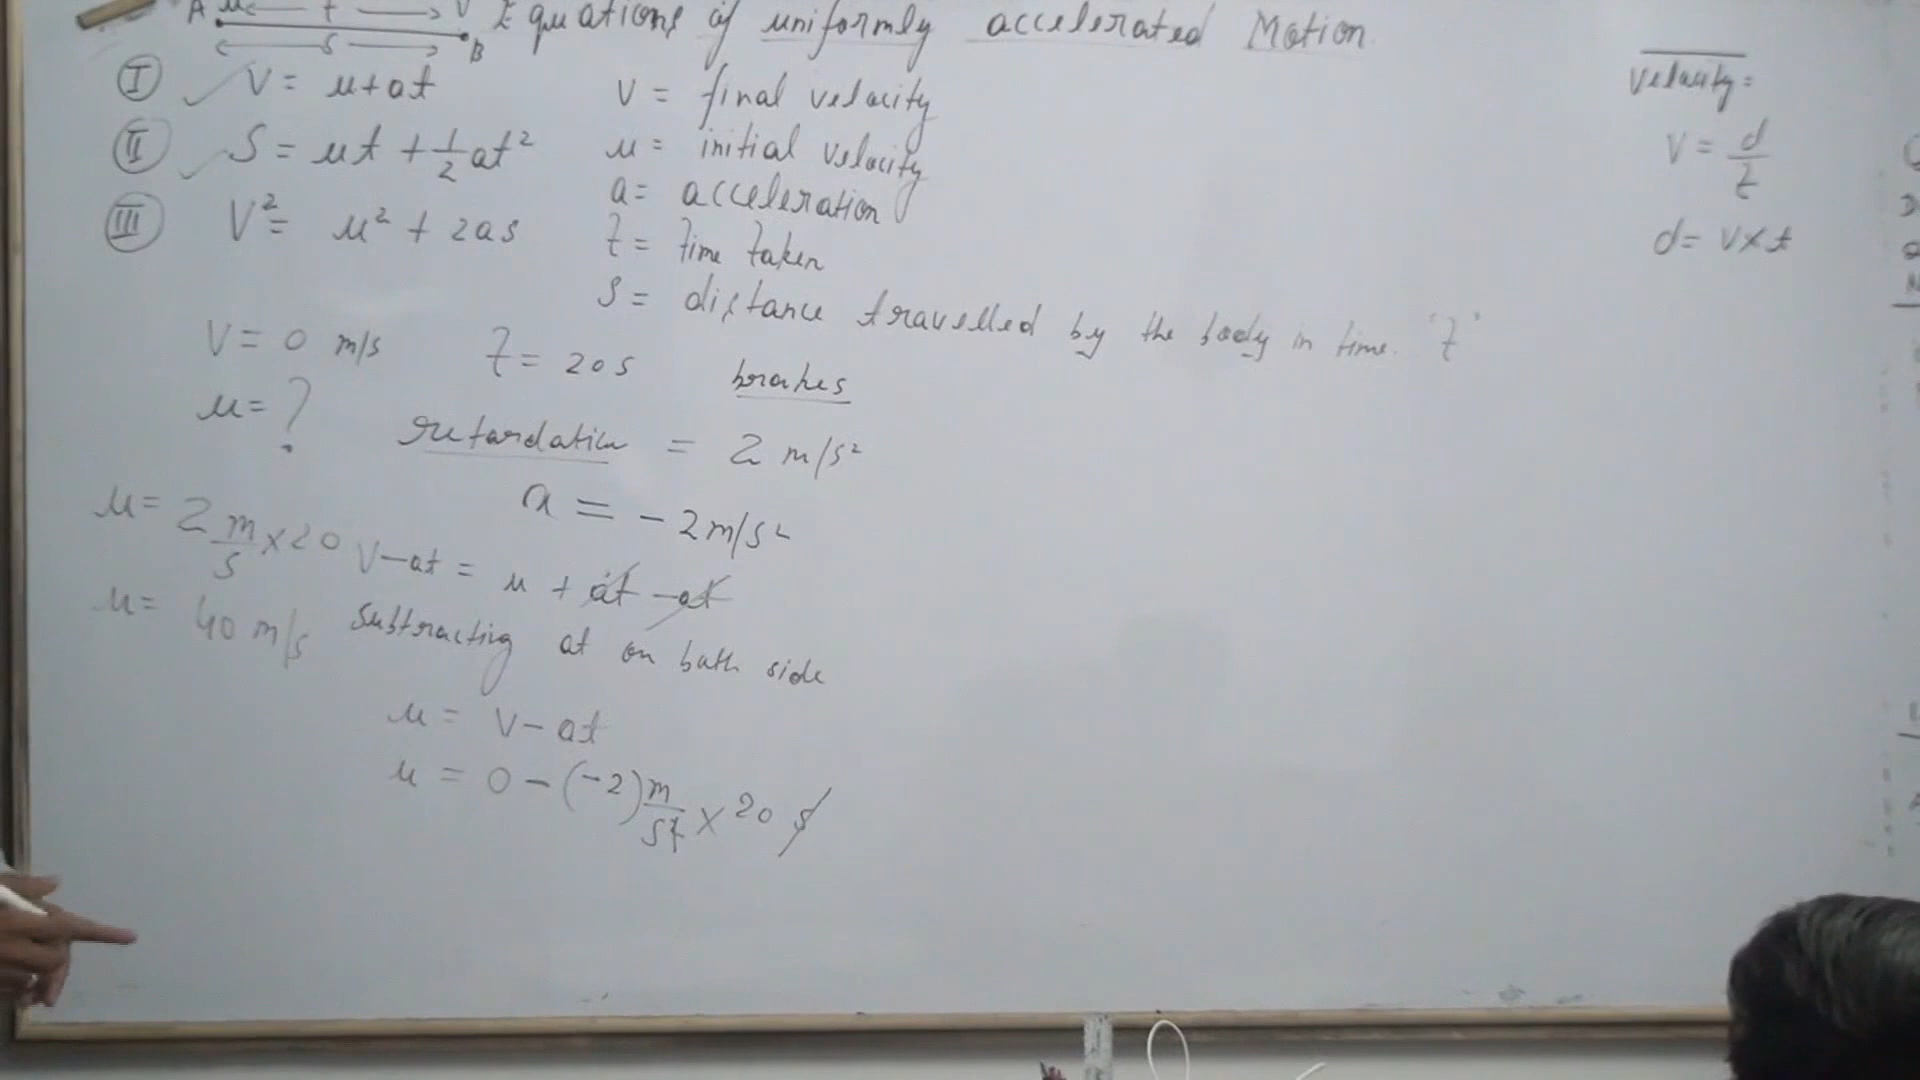 A u t v Equations of uniformly accelerated Motion
S B
I V = u + at
II S = ut + 1/2 at²
III V² = u² + 2as
v = final velocity
u = initial velocity
a = acceleration
t = time taken
S = distance travelled by the body in time 't'
V = 0 m/s t = 20 s brakes
u = ?
retardation = 2 m/s²
a = -2 m/s²
V - at = u + at - at
Subtracting at on both side
u = v - at
u = 0 - (-2) m/s² × 20 s
u = 2 m/s × 20
u = 40 m/s
velocity =
V = d/t
d = v × t